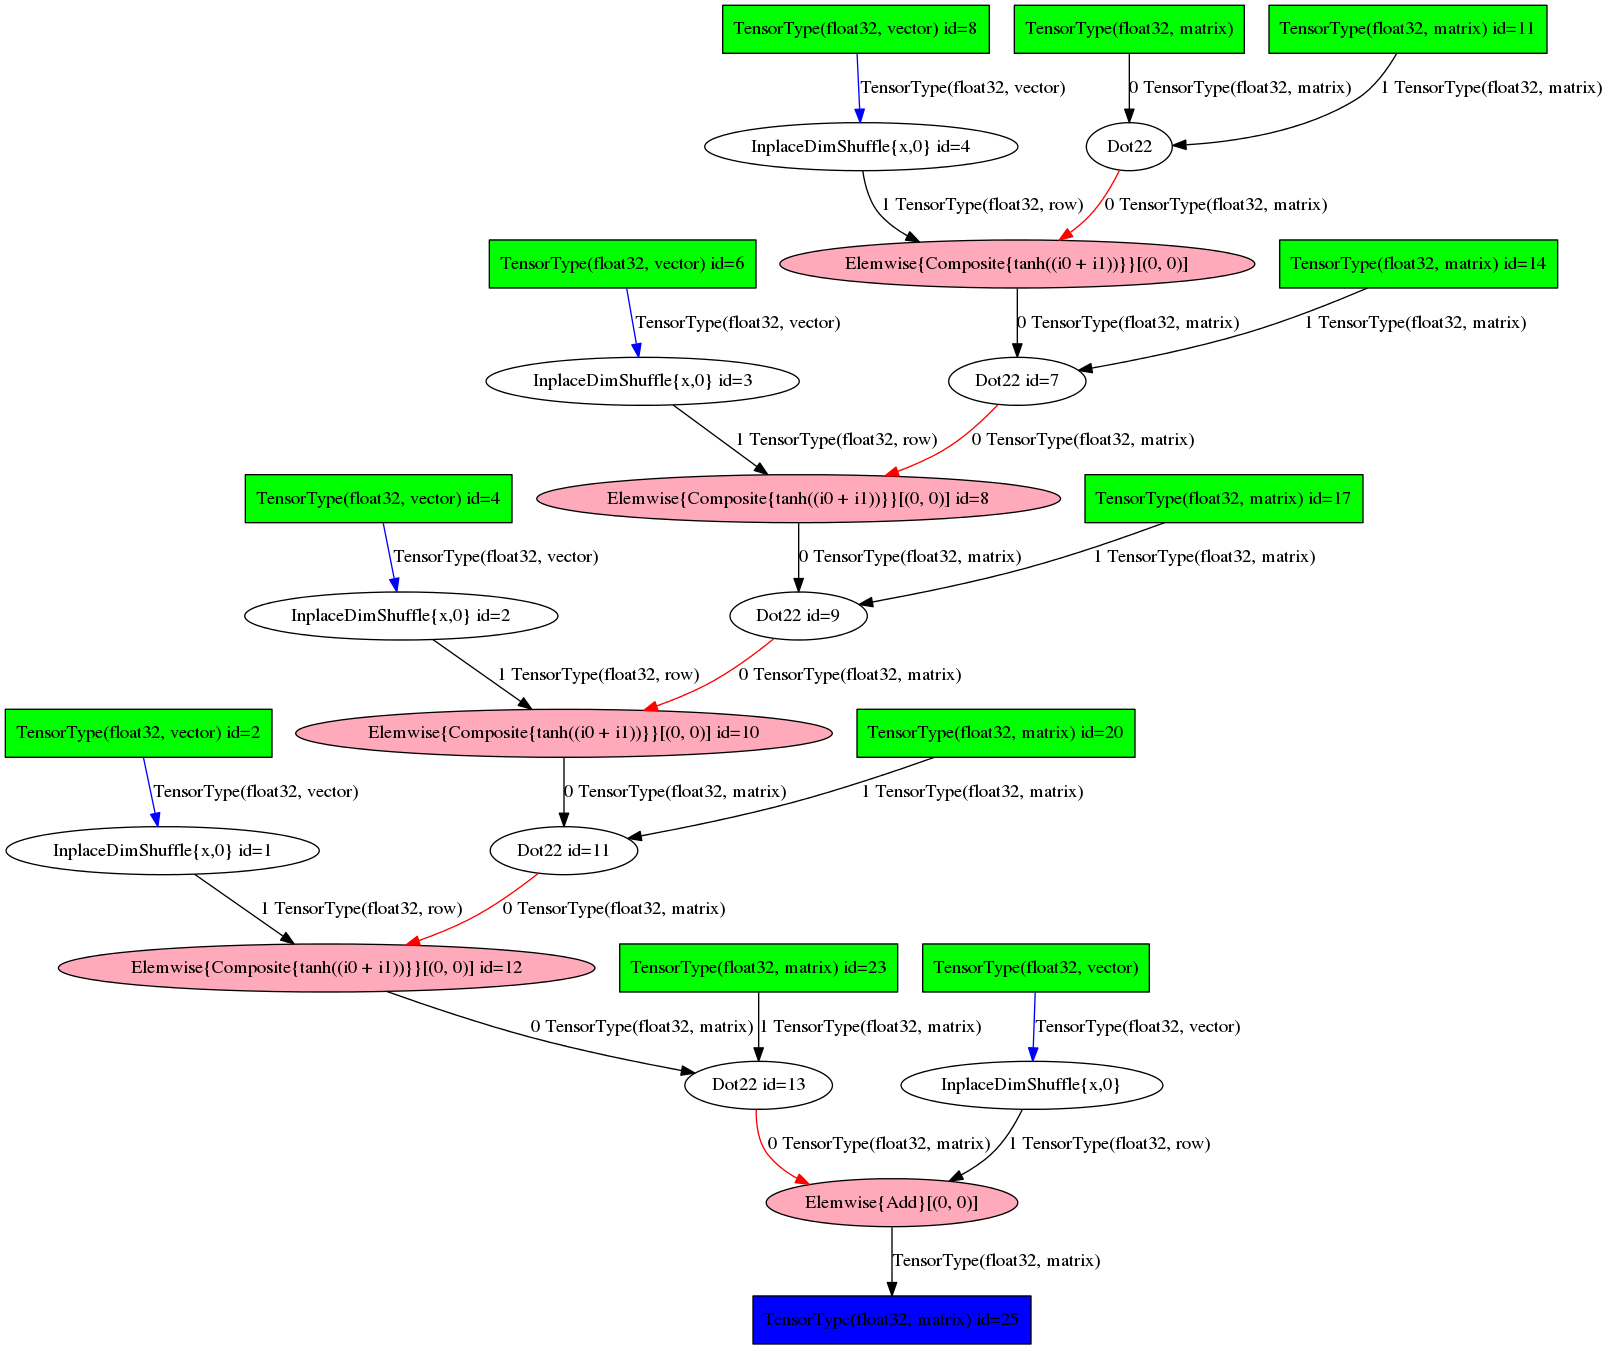 TensorType(float32, vector) id=8
TensorType(float32, matrix)
TensorType(float32, matrix) id=11
TensorType(float32, vector)
0 TensorType(float32, matrix)
1 TensorType(float32, matrix)
InplaceDimShuffle{x,0} id=4
Dot22
1 TensorType(float32, row)
0 TensorType(float32, matrix)
TensorType(float32, vector) id=6
Elemwise{Composite{tanh((i0 + i1))}}[(0, 0)]
TensorType(float32, matrix) id=14
TensorType(float32, vector)
0 TensorType(float32, matrix)
1 TensorType(float32, matrix)
InplaceDimShuffle{x,0} id=3
Dot22 id=7
1 TensorType(float32, row)
0 TensorType(float32, matrix)
TensorType(float32, vector) id=4
Elemwise{Composite{tanh((i0 + i1))}}[(0, 0)] id=8
TensorType(float32, matrix) id=17
TensorType(float32, vector)
0 TensorType(float32, matrix)
1 TensorType(float32, matrix)
InplaceDimShuffle{x,0} id=2
Dot22 id=9
1 TensorType(float32, row)
0 TensorType(float32, matrix)
TensorType(float32, vector) id=2
Elemwise{Composite{tanh((i0 + i1))}}[(0, 0)] id=10
TensorType(float32, matrix) id=20
TensorType(float32, vector)
0 TensorType(float32, matrix)
1 TensorType(float32, matrix)
InplaceDimShuffle{x,0} id=1
Dot22 id=11
1 TensorType(float32, row)
0 TensorType(float32, matrix)
Elemwise{Composite{tanh((i0 + i1))}}[(0, 0)] id=12
TensorType(float32, matrix) id=23
TensorType(float32, vector)
0 TensorType(float32, matrix)
1 TensorType(float32, matrix)
TensorType(float32, vector)
Dot22 id=13
InplaceDimShuffle{x,0}
0 TensorType(float32, matrix)
1 TensorType(float32, row)
Elemwise{Add}[(0, 0)]
TensorType(float32, matrix)
TensorType(float32, matrix) id=25